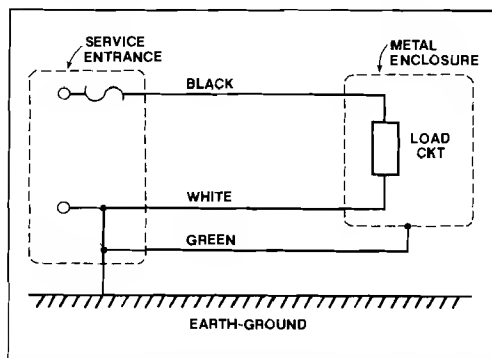 SERVICE
ENTRANCE
METAL
ENCLOSURE
BLACK
LOAD
CKT
WHITE
GREEN
EARTH-GROUND